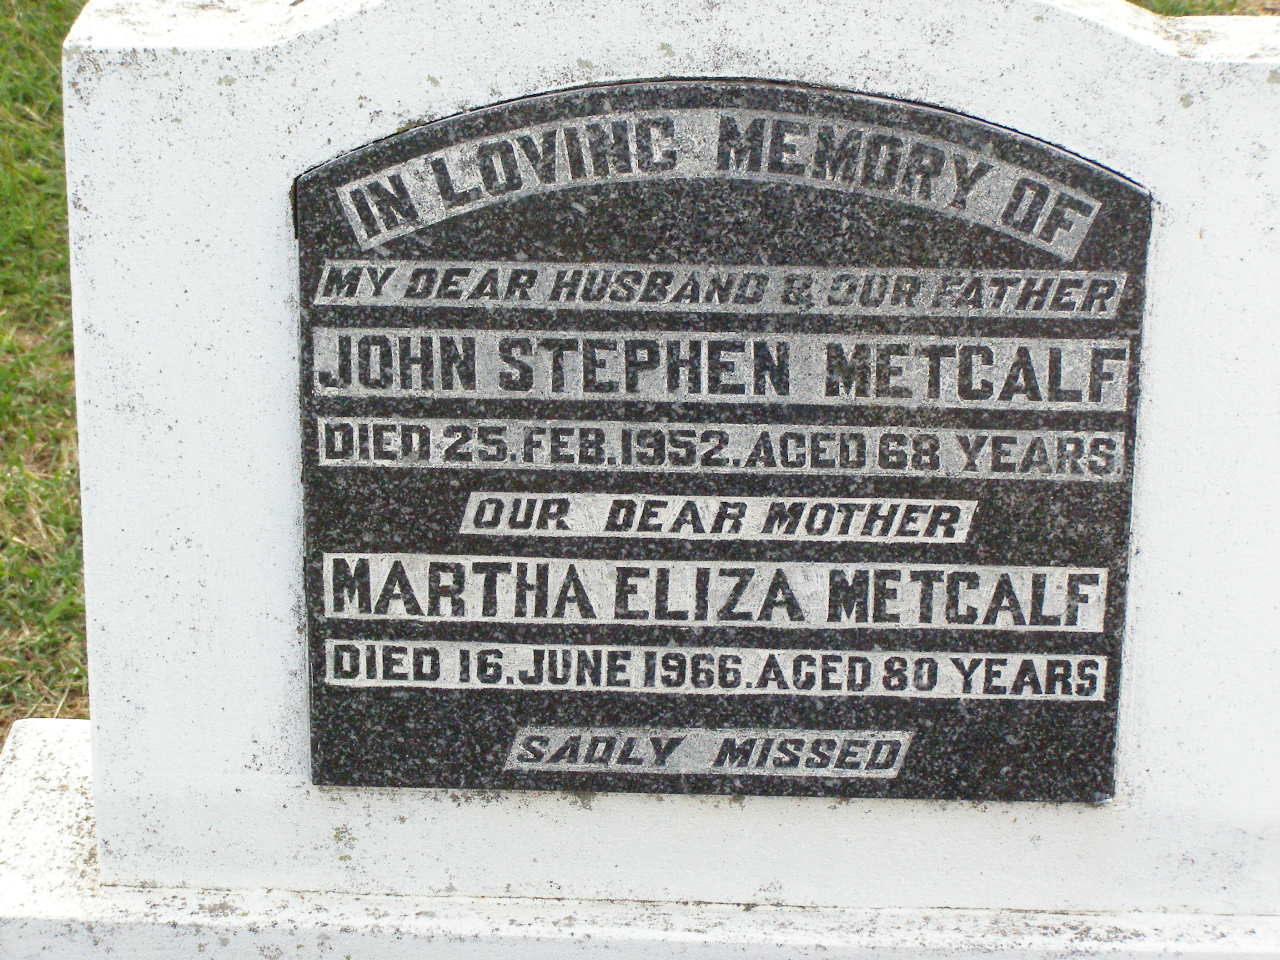 IN LOVING MEMORY OF
MY DEAR HUSBAND & OUR FATHER
JOHN STEPHEN METCALF
DIED 25. FEB. 1952. AGED 68 YEARS
OUR DEAR MOTHER
MARTHA ELIZA METCALF
DIED 16. JUNE 1966. AGED 80 YEARS
SADLY MISSED